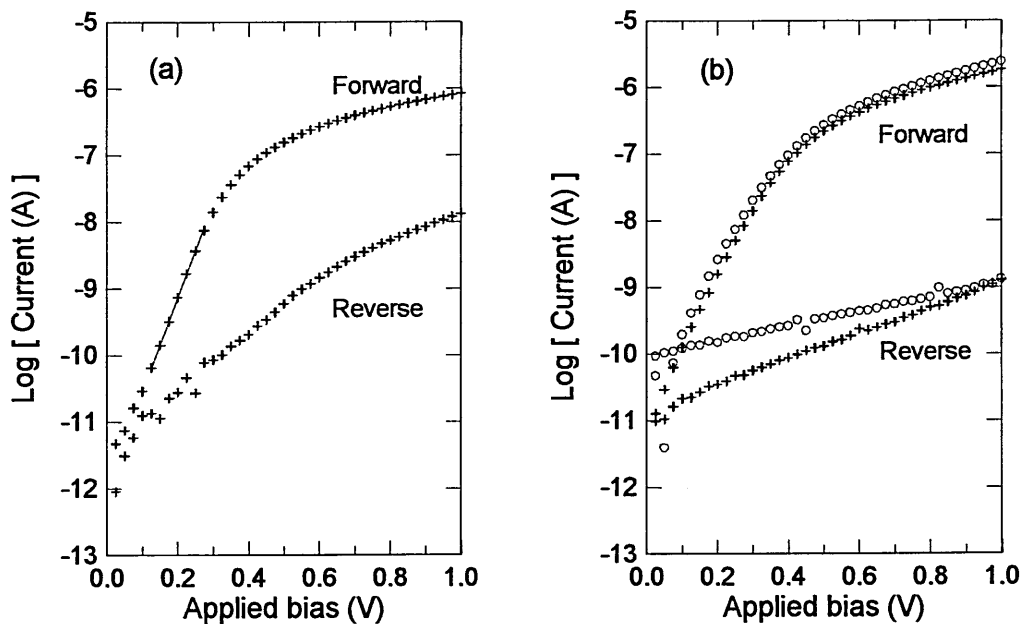 (a)
Forward
Reverse
Log [ Current (A) ]
-5
-6
-7
-8
-9
-10
-11
-12
-13
0.0 0.2 0.4 0.6 0.8 1.0
Applied bias (V)
(b)
Forward
Reverse
Log [ Current (A) ]
-5
-6
-7
-8
-9
-10
-11
-12
-13
0.0 0.2 0.4 0.6 0.8 1.0
Applied bias (V)